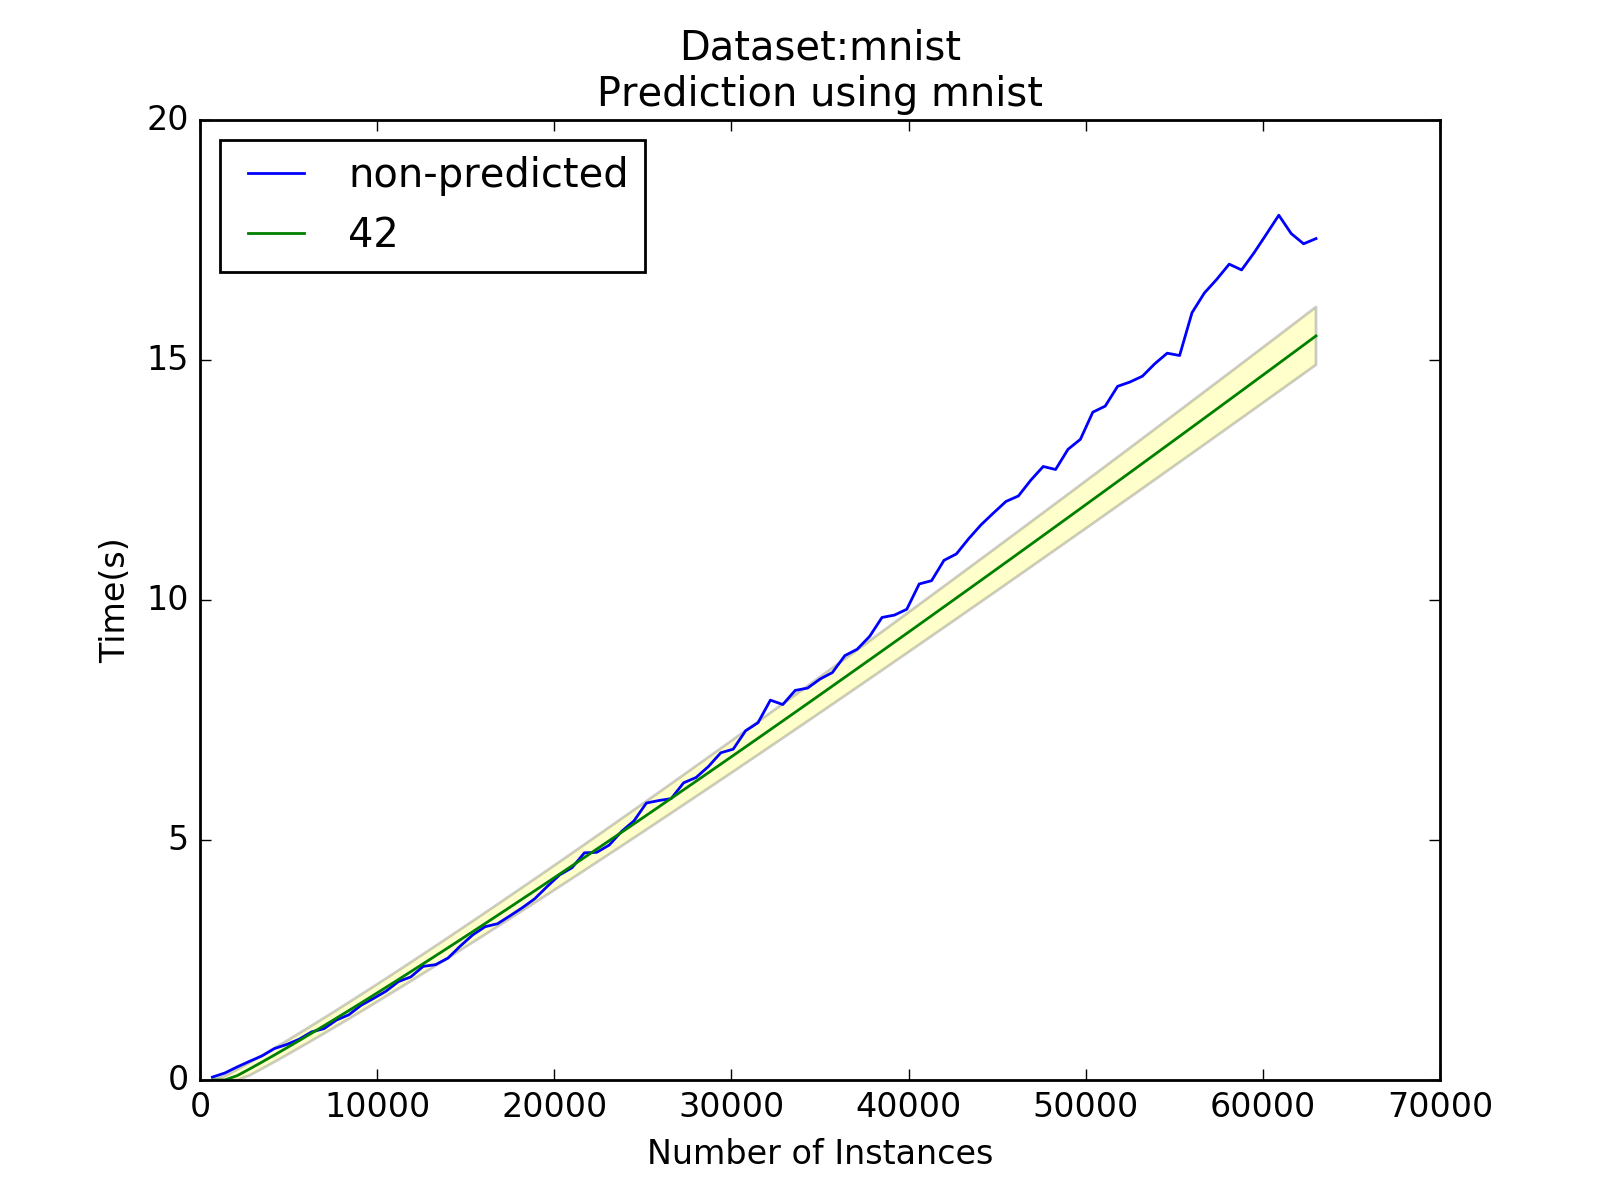 Dataset:mnist
Prediction using mnist
non-predicted
42
20
15
10
5
0
Time(s)
0 10000 20000 30000 40000 50000 60000 70000
Number of Instances